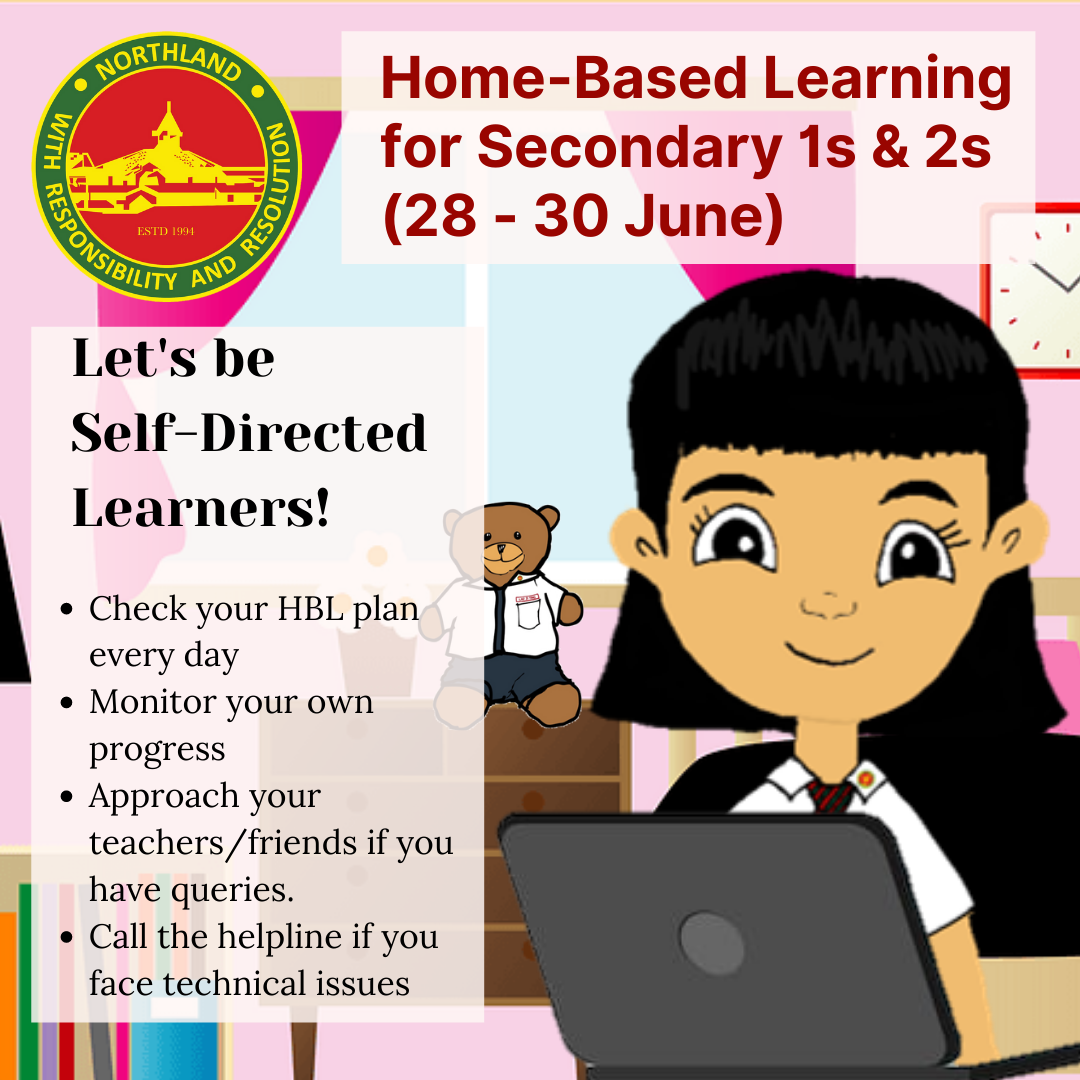 NORTHLAND
WITH RESPONSIBILITY AND RESOLUTION
ESTD 1994
Home-Based Learning
for Secondary 1s & 2s
(28 - 30 June)
Let's be
Self-Directed
Learners!
• Check your HBL plan
every day
• Monitor your own
progress
• Approach your
teachers/friends if you
have queries.
• Call the helpline if you
face technical issues